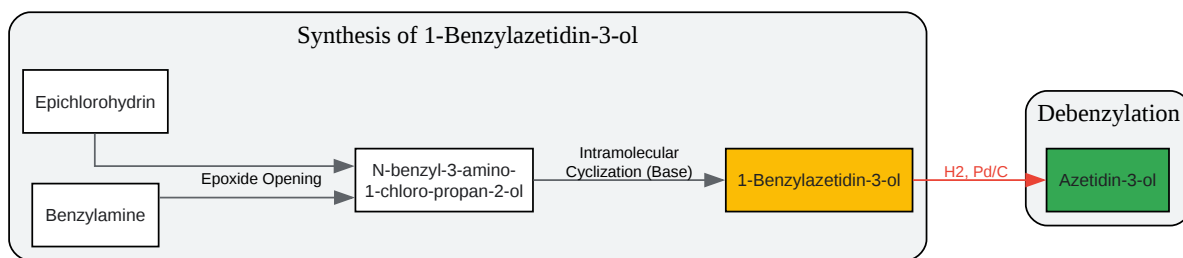 Synthesis of 1-Benzylazetidin-3-ol
Epichlorohydrin
Benzylamine
Epoxide Opening
N-benzyl-3-amino-
1-chloro-propan-2-ol
Intramolecular
Cyclization (Base)
1-Benzylazetidin-3-ol
H2, Pd/C
Debenzylation
Azetidin-3-ol